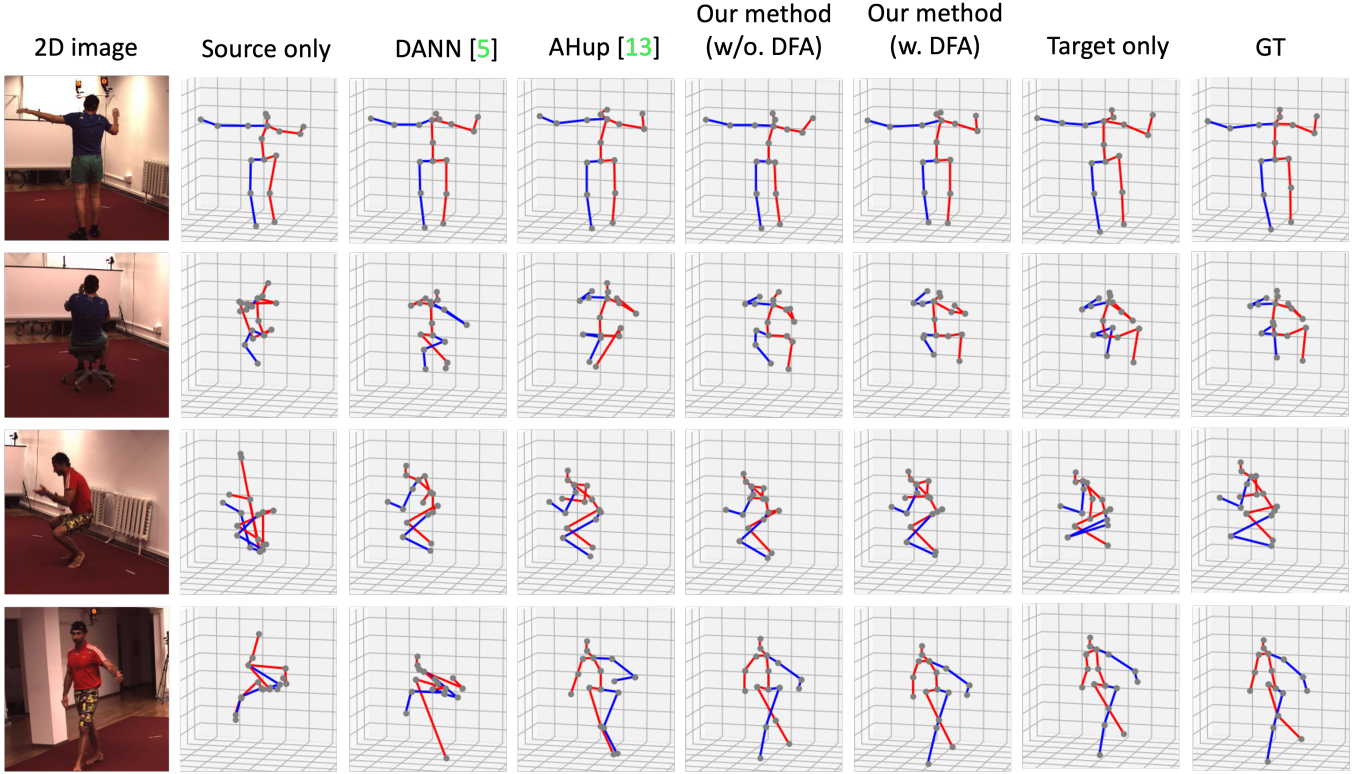 2D image
Source only
DANN [5]
AHup [13]
Our method
(w/o. DFA)
Our method
(w. DFA)
Target only
GT